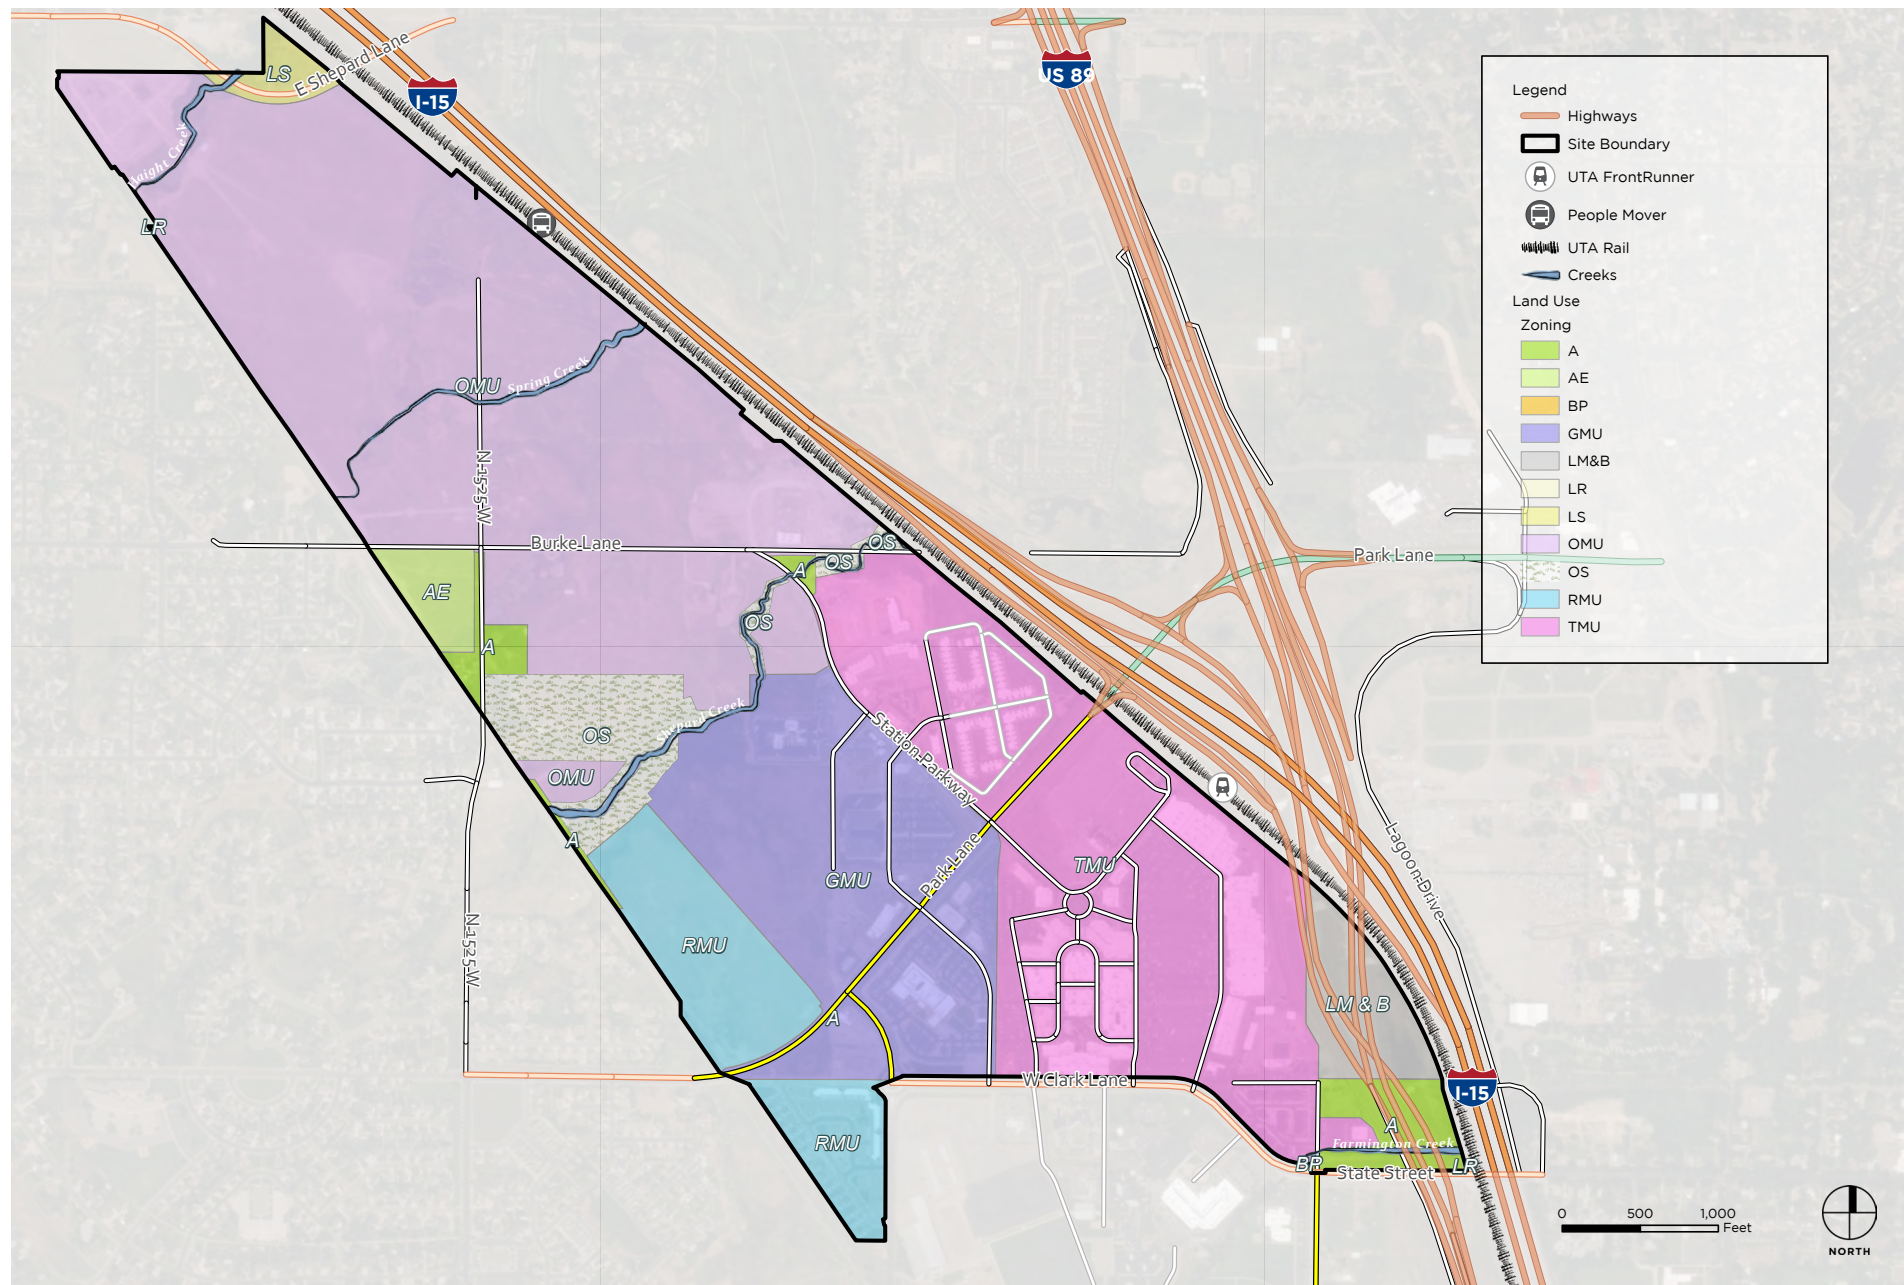 E Shepard Lane
LS
I-15
US 89
Haight Creek
LR
OMU
Spring Creek
N 1525 W
Burke Lane
OS
OS
A
AE
OS
A
Park Lane
Shepard Creek
OS
OMU
Station Parkway
A
GMU
Park Lane
TMU
Lagoon Drive
RMU
N 1525 W
A
LM & B
W Clark Lane
I-15
RMU
A
Farmington Creek
BP
State Street
LR
Legend
Highways
Site Boundary
UTA FrontRunner
People Mover
UTA Rail
Creeks
Land Use
Zoning
A
AE
BP
GMU
LM&B
LR
LS
OMU
OS
RMU
TMU
0 500 1,000
Feet
NORTH